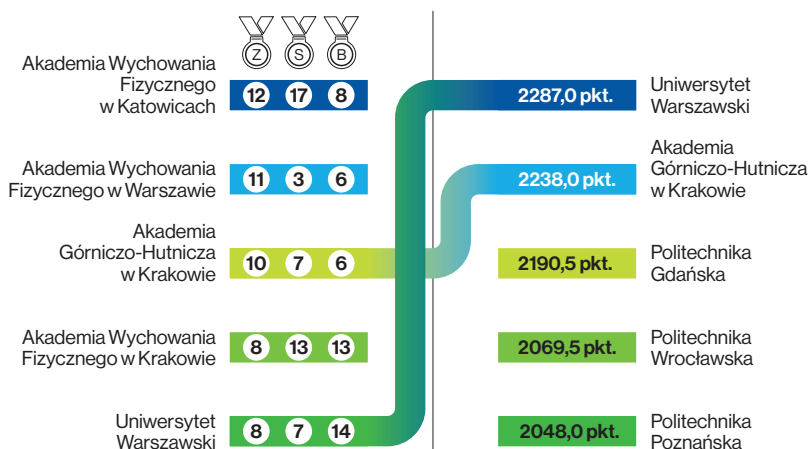 Z S B
Akademia Wychowania
Fizycznego
w Katowicach
12 17 8
Akademia Wychowania
Fizycznego w Warszawie
11 3 6
Akademia
Górniczo-Hutnicza
w Krakowie
10 7 6
Akademia Wychowania
Fizycznego w Krakowie
8 13 13
Uniwersytet
Warszawski
8 7 14
2287,0 pkt.
Uniwersytet
Warszawski
2238,0 pkt.
Akademia
Górniczo-Hutnicza
w Krakowie
2190,5 pkt.
Politechnika
Gdańska
2069,5 pkt.
Politechnika
Wrocławska
2048,0 pkt.
Politechnika
Poznańska